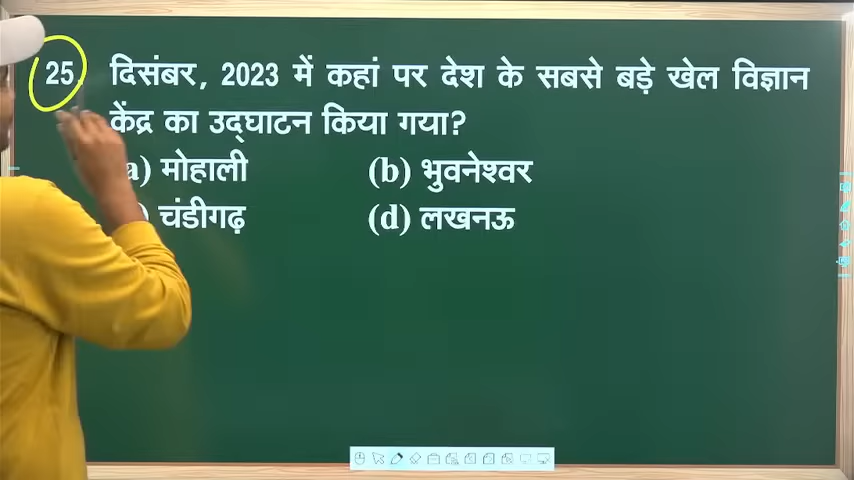 25. दिसंबर, 2023 में कहां पर देश के सबसे बड़े खेल विज्ञान
केंद्र का उद्घाटन किया गया?
a) मोहाली (b) भुवनेश्वर
) चंडीगढ़ (d) लखनऊ